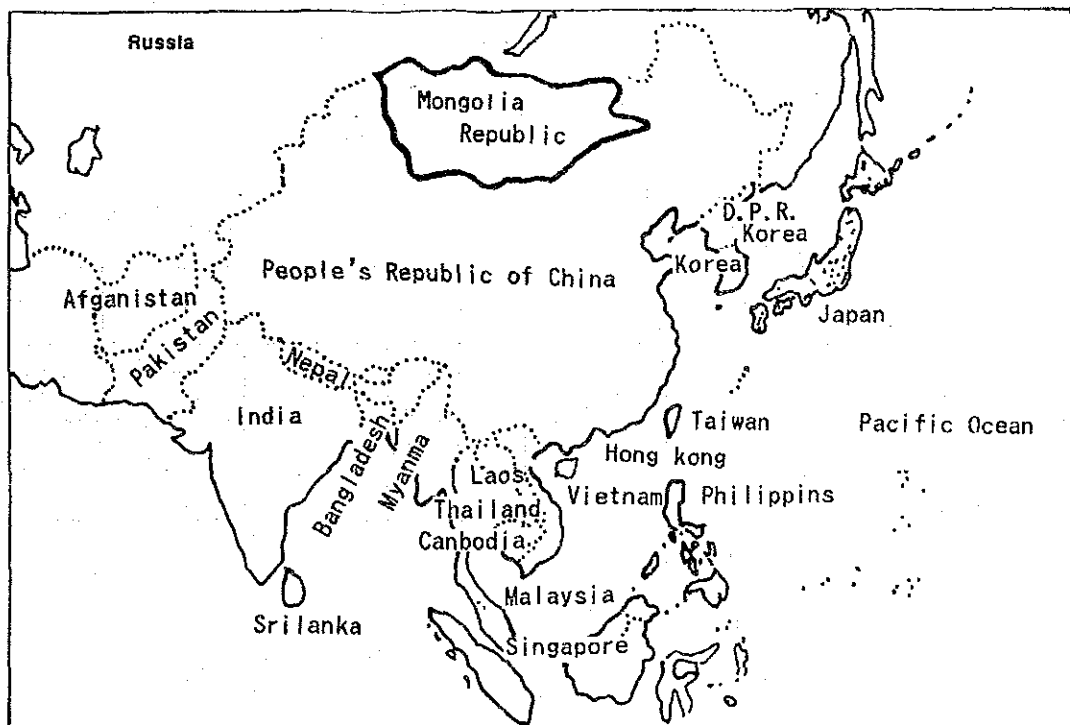 Russia
Mongolia
Republic
D.P.R.
Korea
People's Republic of China
Korea
Afganistan
Japan
Pakistan
Nepal
India
Taiwan
Pacific Ocean
Bangladesh
Myanma
Hong kong
Laos
Vietnam
Philippins
Thailand
Canbodia
Malaysia
Srilanka
Singapore